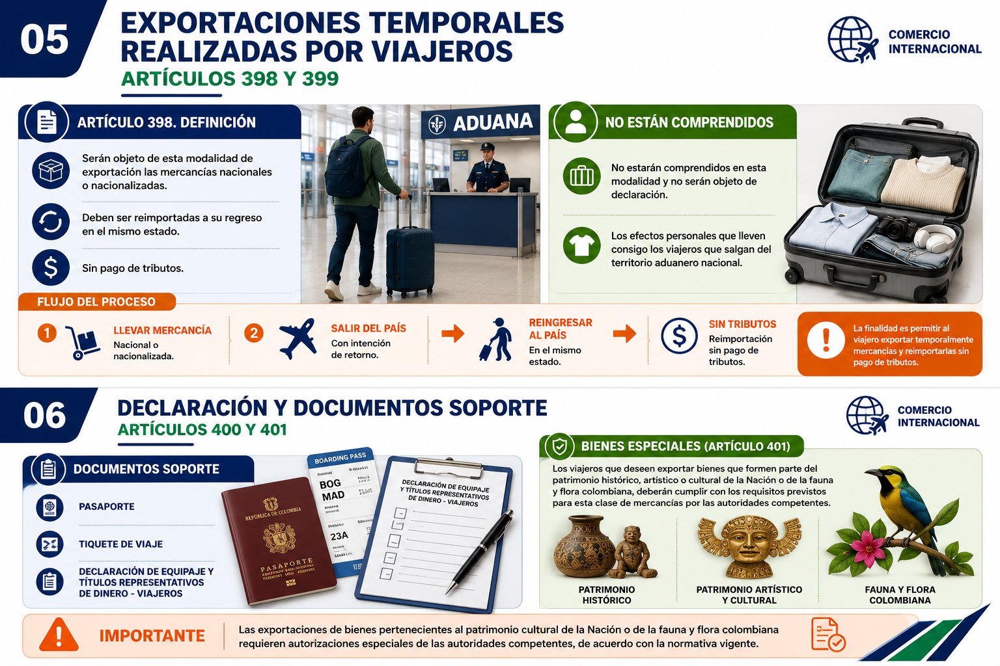 05
EXPORTACIONES TEMPORALES
REALIZADAS POR VIAJEROS
ARTÍCULOS 398 Y 399
COMERCIO
INTERNACIONAL
ARTÍCULO 398. DEFINICIÓN
Serán objeto de esta modalidad de
exportación las mercancías nacionales
o nacionalizadas.
Deben ser reimportadas a su regreso
en el mismo estado.
$
Sin pago de tributos.
ADUANA
NO ESTÁN COMPRENDIDOS
No estarán comprendidos en esta
modalidad y no serán objeto de
declaración.
Los efectos personales que lleven
consigo los viajeros que salgan del
territorio aduanero nacional.
FLUJO DEL PROCESO
1
LLEVAR MERCANCÍA
Nacional o
nacionalizada.
2
SALIR DEL PAÍS
Con intención
de retorno.
REINGRESAR
AL PAÍS
En el mismo
estado.
$
SIN TRIBUTOS
Reimportación
sin pago de
tributos.
!
La finalidad es permitir al
viajero exportar temporalmente
mercancías y reimportarlas sin
pago de tributos.
06
DECLARACIÓN Y DOCUMENTOS SOPORTE
ARTÍCULOS 400 Y 401
COMERCIO
INTERNACIONAL
DOCUMENTOS SOPORTE
PASAPORTE
TIQUETE DE VIAJE
DECLARACIÓN DE EQUIPAJE Y
TÍTULOS REPRESENTATIVOS
DE DINERO - VIAJEROS
REPÚBLICA DE COLOMBIA
PASAPORTE
BOARDING PASS
BOG
MAD
23A
DECLARACIÓN DE EQUIPAJE
Y TÍTULOS REPRESENTATIVOS
DE DINERO - VIAJEROS
BIENES ESPECIALES (ARTÍCULO 401)
Los viajeros que deseen exportar bienes que formen parte del
patrimonio histórico, artistico o cultural de la Nación o de la fauna
y flora colombiana, deberán cumplir con los requisitos previstos
para esta clase de mercancías por las autoridades competentes.
PATRIMONIO
HISTÓRICO
PATRIMONIO ARTÍSTICO
Y CULTURAL
FAUNA Y FLORA
COLOMBIANA
!
IMPORTANTE
Las exportaciones de bienes pertenecientes al patrimonio cultural de la Nación o de la fauna y flora colombiana
requieren autorizaciones especiales de las autoridades competentes, de acuerdo con la normativa vigente.